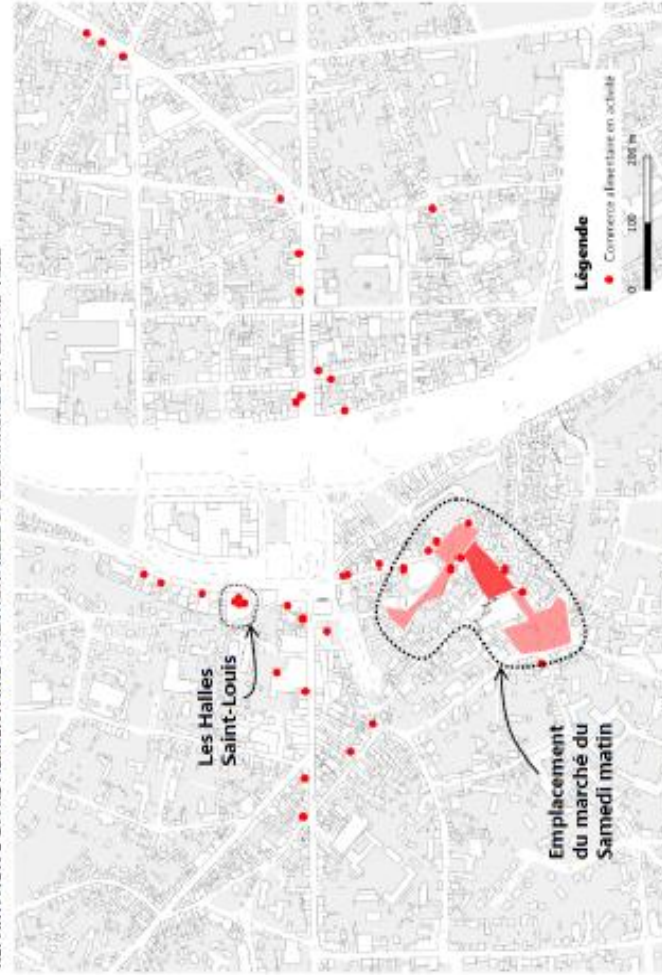 Les Halles
Saint-Louis
Emplacement
du marché du
Samedi matin
Légende
Commerce alimentaire en activité
0 100 200 m